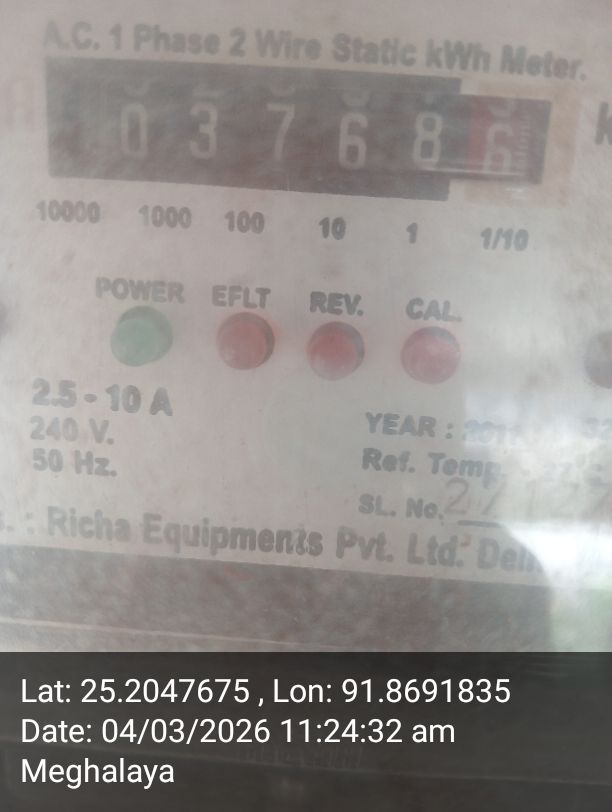 A.C. 1 Phase 2 Wire Static kWh Meter.
0 3 7 6 8 6 k
10000 1000 100 10 1 1/10
POWER EFLT REV. CAL.
2.5 - 10 A
240 V.
50 Hz.
YEAR :
Ref. Temp.
SL. No.
: Richa Equipments Pvt. Ltd.
Lat: 25.2047675 , Lon: 91.8691835
Date: 04/03/2026 11:24:32 am
Meghalaya